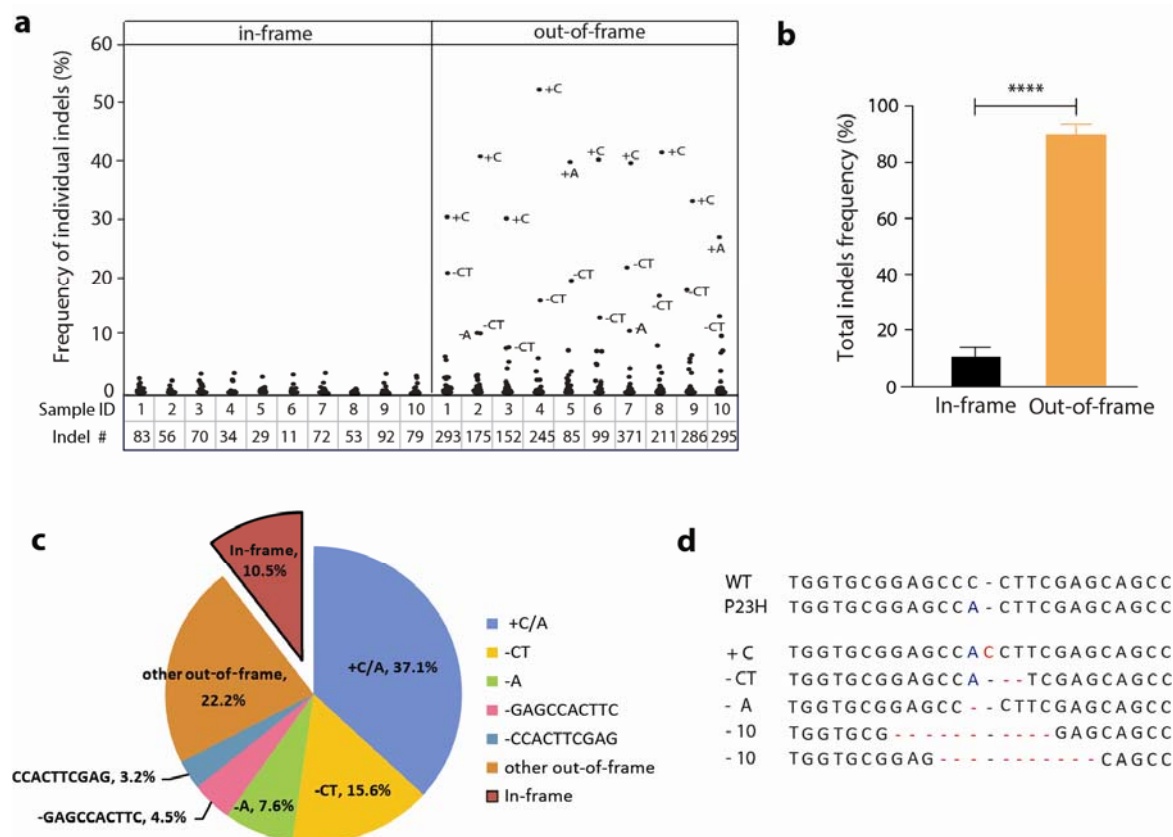 a
in-frame out-of-frame
Frequency of individual indels (%)
60
50
40
30
20
10
0
+C
+C
+C
+C
+C
+C
+A
+C
+C
+A
-CT
-CT
-CT
-CT
-CT
-CT
-CT
-CT
-A
-CT
-A
-CT
Sample ID 1 2 3 4 5 6 7 8 9 10 1 2 3 4 5 6 7 8 9 10
Indel # 83 56 70 34 29 11 72 53 92 79 293 175 152 245 85 99 371 211 286 295
b
****
Total indels frequency (%)
100
80
60
40
20
0
In-frame Out-of-frame
c
In-frame,
10.5%
+C/A, 37.1%
other out-of-frame,
22.2%
CCACTTCGAG, 3.2%
-GAGCCACTTC, 4.5%
-A, 7.6%
-CT, 15.6%
+C/A
-CT
-A
-GAGCCACTTC
-CCACTTCGAG
other out-of-frame
In-frame
d
WT TGGTGCGGAGCCC-CTTCGAGCAGCC
P23H TGGTGCGGAGCCA-CTTCGAGCAGCC
+C TGGTGCGGAGCCACCTTCGAGCAGCC
-CT TGGTGCGGAGCCA---TCGAGCAGCC
-A TGGTGCGGAGCC--CTTCGAGCAGCC
-10 TGGTGCG-----------GAGCAGCC
-10 TGGTGCGGAG-----------CAGCC